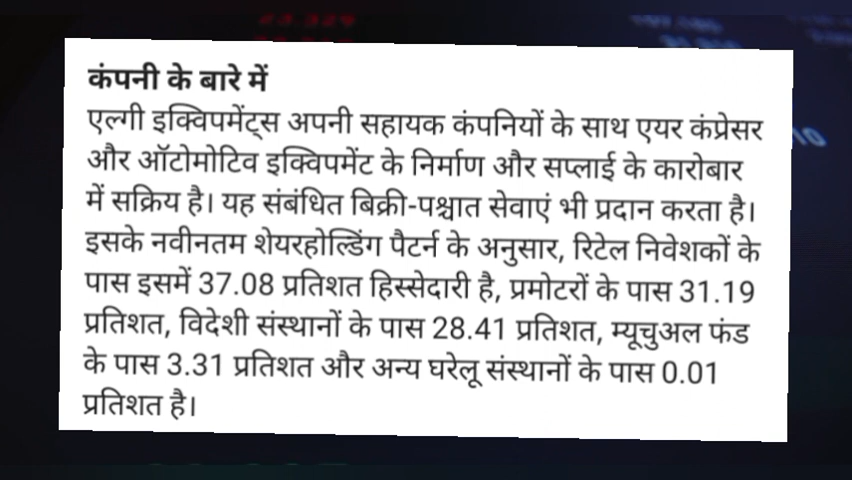 कंपनी के बारे में
एल्गी इक्विपमेंट्स अपनी सहायक कंपनियों के साथ एयर कंप्रेसर
और ऑटोमोटिव इक्विपमेंट के निर्माण और सप्लाई के कारोबार
में सक्रिय है। यह संबंधित बिक्री-पश्चात सेवाएं भी प्रदान करता है।
इसके नवीनतम शेयरहोल्डिंग पैटर्न के अनुसार, रिटेल निवेशकों के
पास इसमें 37.08 प्रतिशत हिस्सेदारी है, प्रमोटरों के पास 31.19
प्रतिशत, विदेशी संस्थानों के पास 28.41 प्रतिशत, म्यूचुअल फंड
के पास 3.31 प्रतिशत और अन्य घरेलू संस्थानों के पास 0.01
प्रतिशत है।